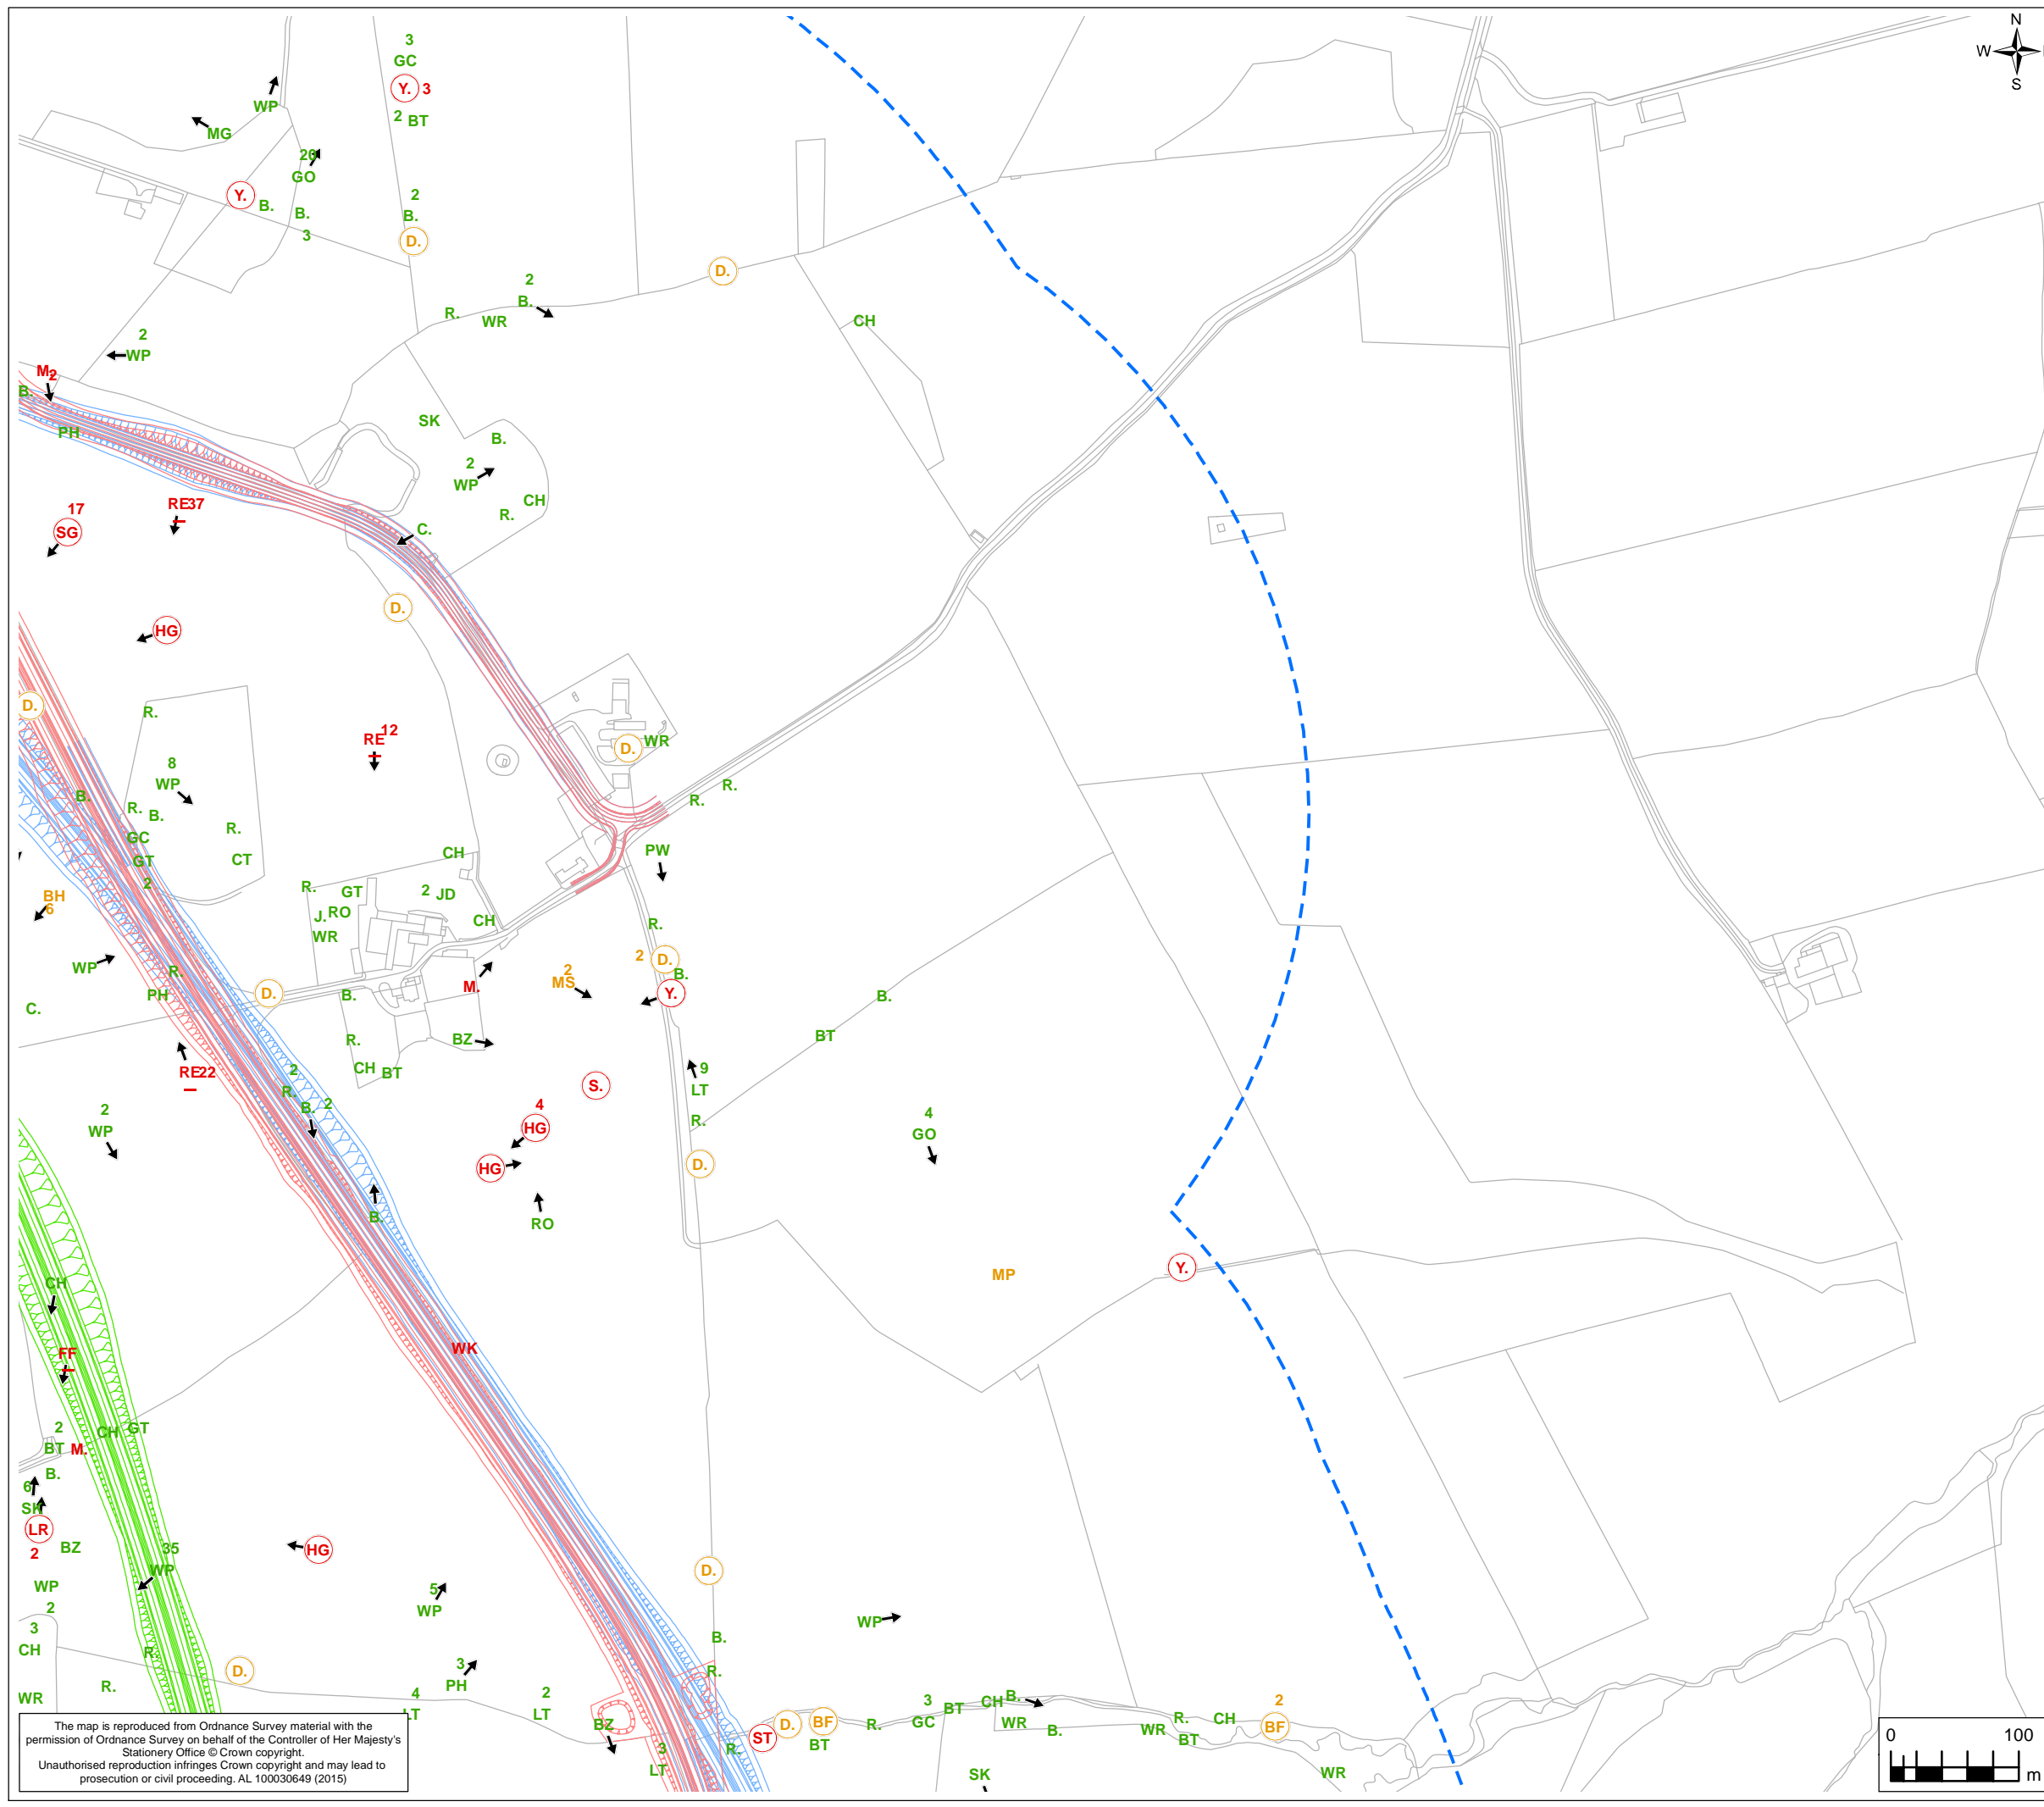 N
W
S
3
GC
Y. 3
2 BT
WP
MG
20
GO
Y.
B.
B.
3
2
B.
D.
D.
2
B.
R.
WR
CH
2
WP
M.
2
B.
PH
SK
B.
2
WP
CH
R.
C.
17
SG
RE37
D.
HG
D.
R.
RE12
D.
WR
8
WP
B.
R.
B.
GC
GT
2
R.
CT
R.
R.
PW
CH
R.
GT
2 JD
J.
RO
WR
CH
BH
6
WP
R.
PH
C.
D.
B.
M.
2
MS
R.
2 D.
B.
Y.
B.
BT
R.
CH
BT
BZ
RE22
2
R.
B.
2
S.
9
LT
4
HG
HG
R.
D.
4
GO
2
WP
B.
RO
MP
Y.
CH
FF
WK
2
BT
M.
CH
GT
B.
6
SK
LR
2
BZ
35
WP
HG
WP
2
5
WP
D.
WP
3
CH
R.
D.
B.
R.
3
PH
WR
R.
4
LT
2
LT
BZ
3
LT
R.
ST
D.
BF
BT
R.
3
GC
BT
CH
B.
WR
B.
WR
R.
BT
CH
2
BF
WR
SK
The map is reproduced from Ordnance Survey material with the
permission of Ordnance Survey on behalf of the Controller of Her Majesty's
Stationery Office © Crown copyright.
Unauthorised reproduction infringes Crown copyright and may lead to
prosecution or civil proceeding. AL 100030649 (2015)
0 100
m